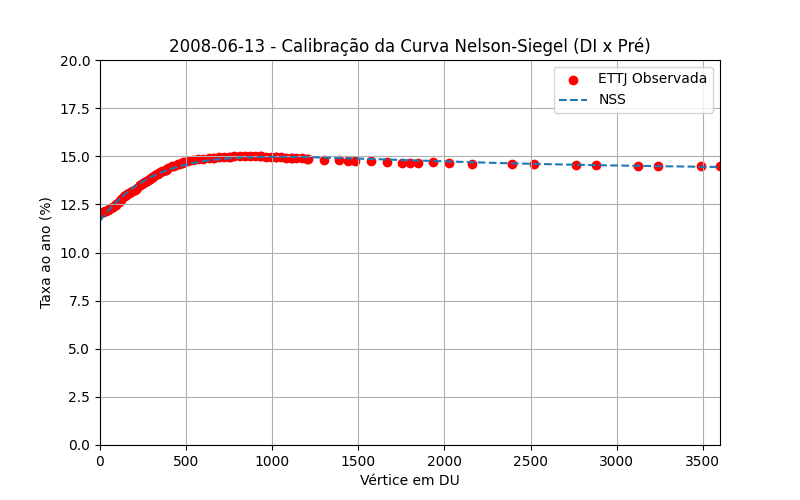 2008-06-13 - Calibração da Curva Nelson-Siegel (DI x Pré)
ETTJ Observada
NSS
Taxa ao ano (%)
20.0
17.5
15.0
12.5
10.0
7.5
5.0
2.5
0.0
0 500 1000 1500 2000 2500 3000 3500
Vértice em DU